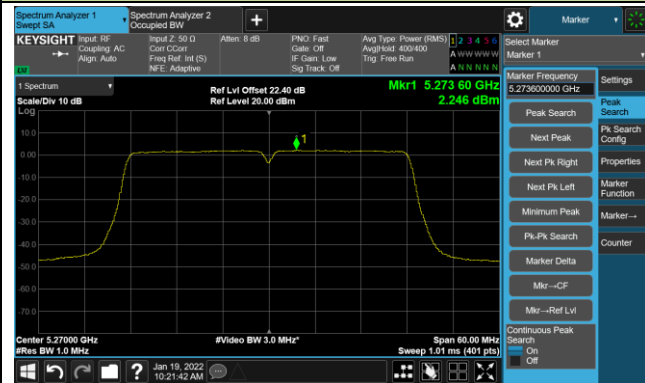 Spectrum Analyzer 1
Swept SA
Spectrum Analyzer 2
Occupied BW
Marker
KEYSIGHT
Input: RF
Coupling: AC
Align: Auto
Input Z: 50 Ω
Corr CCorr
Freq Ref: Int (S)
NFE: Adaptive
Atten: 8 dB
PNO: Fast
Gate: Off
IF Gain: Low
Sig Track: Off
Avg Type: Power (RMS)
Avg|Hold: 400/400
Trig: Free Run
1 2 3 4 5 6
A W W W W W
A N N N N N
LXI
Select Marker
Marker 1
1 Spectrum
Scale/Div 10 dB
Log
Ref Lvl Offset 22.40 dB
Ref Level 20.00 dBm
Mkr1 5.273 60 GHz
2.246 dBm
10.0
0.00
-10.0
-20.0
-30.0
-40.0
-50.0
-60.0
-70.0
1
Center 5.27000 GHz
#Res BW 1.0 MHz
#Video BW 3.0 MHz*
Span 60.00 MHz
Sweep 1.01 ms (401 pts)
Marker Frequency
5.273600000 GHz
Peak Search
Next Peak
Next Pk Right
Next Pk Left
Minimum Peak
Pk-Pk Search
Marker Delta
Mkr→CF
Mkr→Ref Lvl
Continuous Peak
Search
On
Off
Settings
Peak
Search
Pk Search
Config
Properties
Marker
Function
Marker→
Counter
Jan 19, 2022
10:21:42 AM